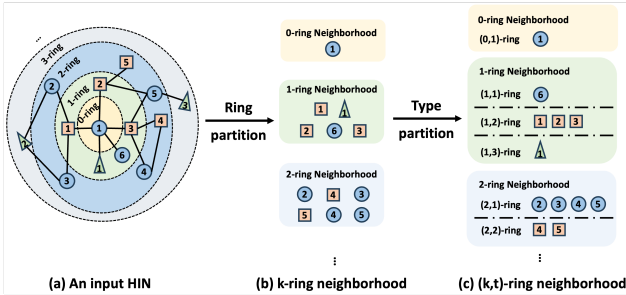 ...
3-ring
2-ring
1-ring
0-ring
5
2
2
5
3
1
1
3
4
2
6
1
3
4
(a) An input HIN
Ring
partition
0-ring Neighborhood
1
1-ring Neighborhood
1 1
2 6 3
2-ring Neighborhood
2 4 3
5 4 5
...
(b) k-ring neighborhood
Type
partition
0-ring Neighborhood
(0,1)-ring 1
1-ring Neighborhood
(1,1)-ring 6
(1,2)-ring 1 2 3
(1,3)-ring 1
2-ring Neighborhood
(2,1)-ring 2 3 4 5
(2,2)-ring 4 5
...
(c) (k,t)-ring neighborhood